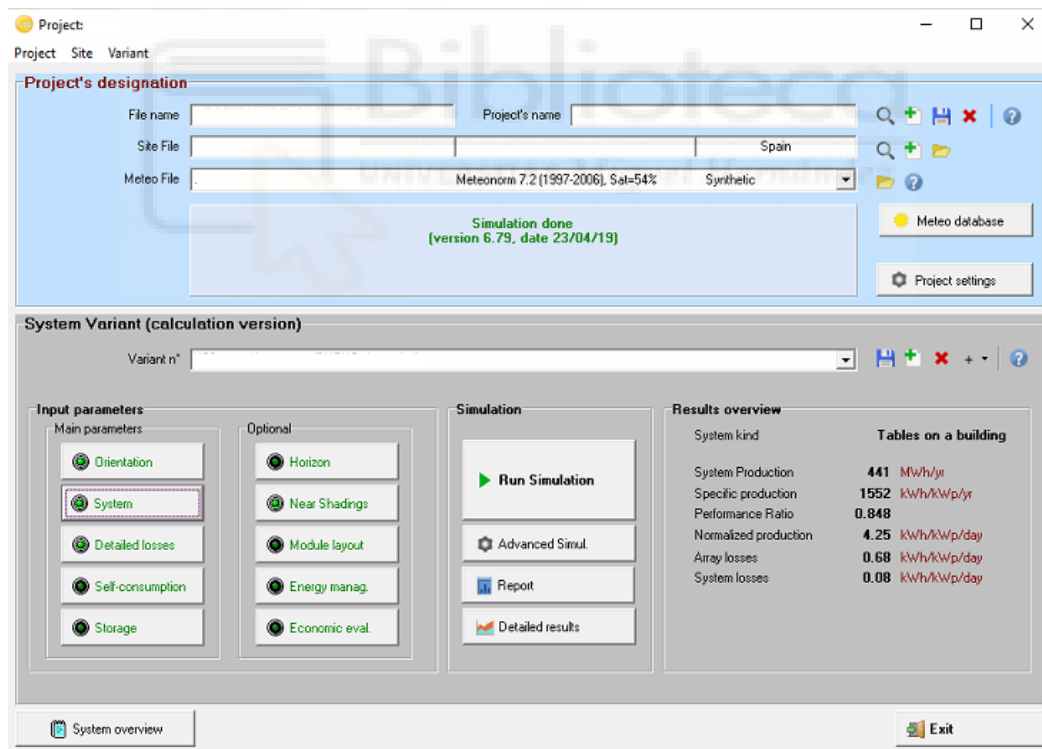 Project:
Project Site Variant
Project's designation
File name Project's name
Site File Spain
Meteo File . Meteonorm 7.2 (1997-2006), Sat=54% Synthetic
Simulation done
(version 6.79, date 23/04/19)
Meteo database
Project settings
Biblioteca
System Variant (calculation version)
Variant n°
Input parameters
Main parameters
Orientation
System
Detailed losses
Self-consumption
Storage
Optional
Horizon
Near Shadings
Module layout
Energy manag.
Economic eval.
Simulation
Run Simulation
Advanced Simul.
Report
Detailed results
Results overview
System kind Tables on a building
System Production 441 MWh/yr
Specific production 1552 kWh/kWp/yr
Performance Ratio 0.848
Normalized production 4.25 kWh/kWp/day
Array losses 0.68 kWh/kWp/day
System losses 0.08 kWh/kWp/day
System overview
Exit